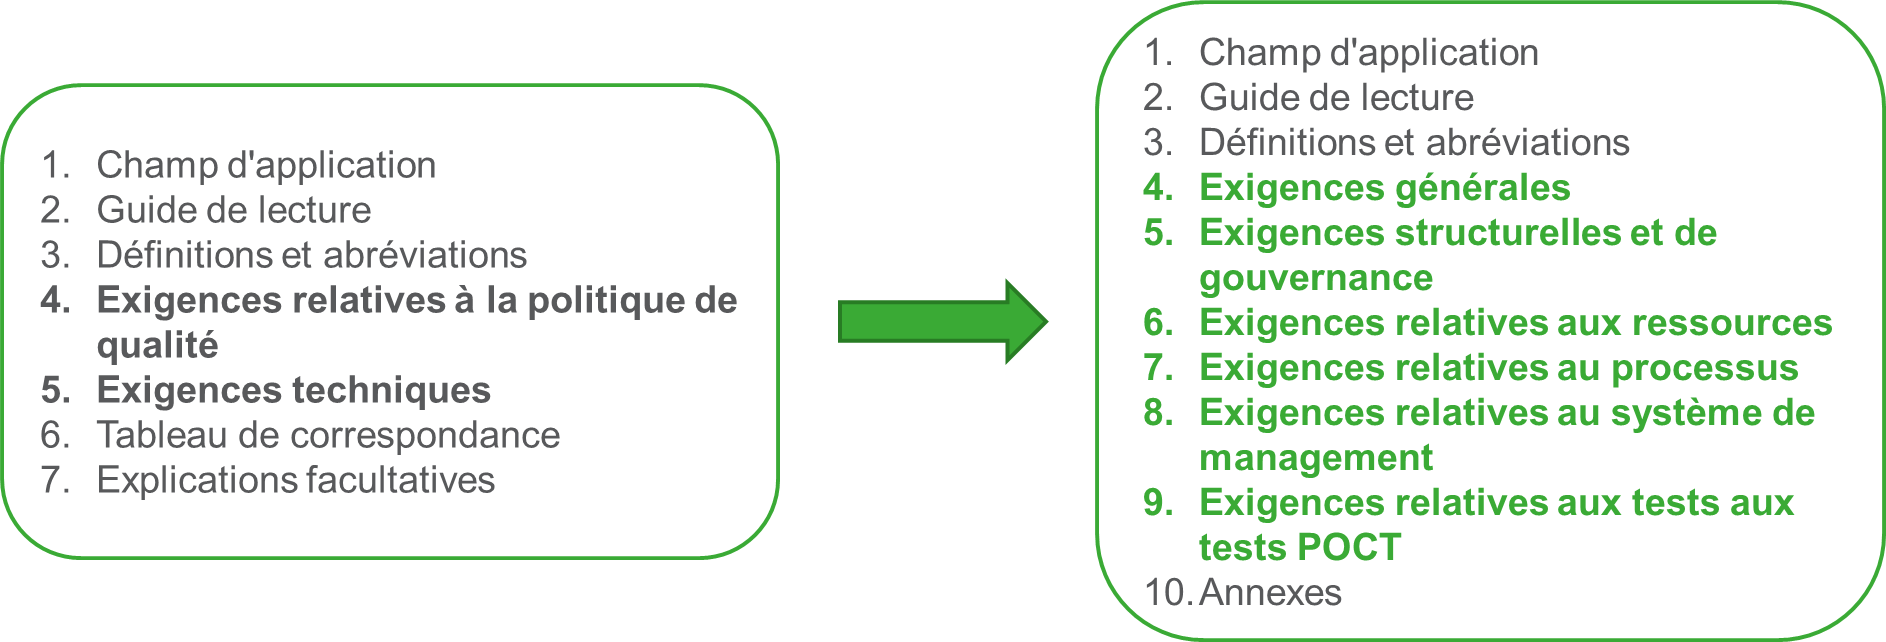 1. Champ d'application
2. Guide de lecture
3. Définitions et abréviations
4. Exigences relatives à la politique de
qualité
5. Exigences techniques
6. Tableau de correspondance
7. Explications facultatives
1. Champ d'application
2. Guide de lecture
3. Définitions et abréviations
4. Exigences générales
5. Exigences structurelles et de
gouvernance
6. Exigences relatives aux ressources
7. Exigences relatives au processus
8. Exigences relatives au système de
management
9. Exigences relatives aux tests aux
tests POCT
10. Annexes